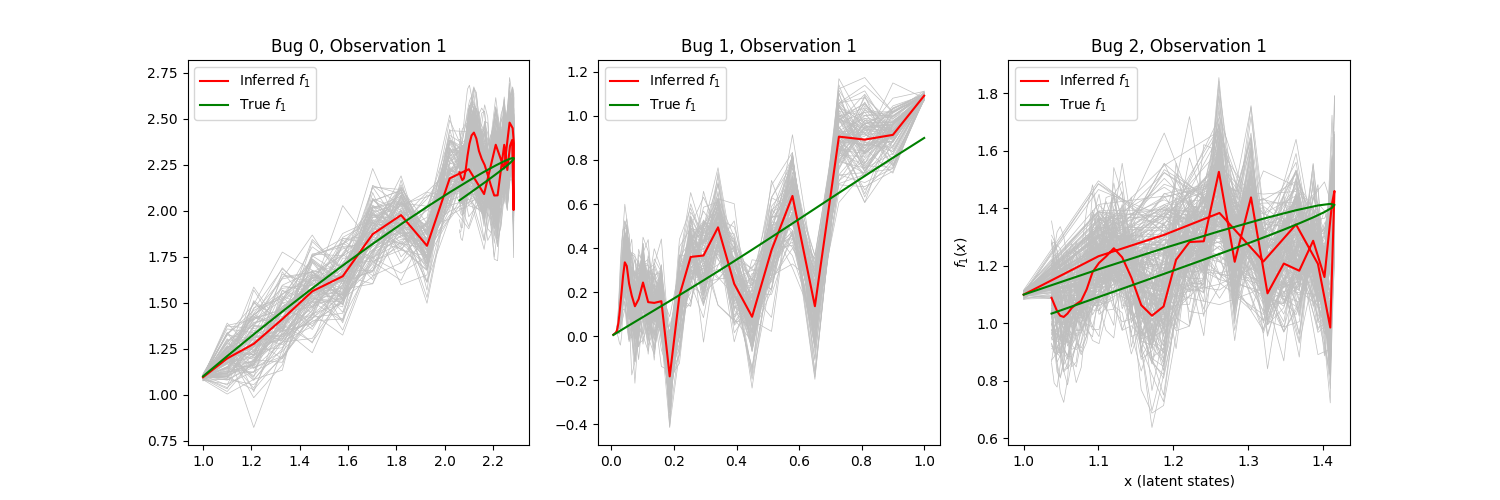 Bug 0, Observation 1
Inferred f₁
True f₁
2.75
2.50
2.25
2.00
1.75
1.50
1.25
1.00
0.75
1.0 1.2 1.4 1.6 1.8 2.0 2.2
Bug 1, Observation 1
Inferred f₁
True f₁
1.2
1.0
0.8
0.6
0.4
0.2
0.0
−0.2
−0.4
0.0 0.2 0.4 0.6 0.8 1.0
Bug 2, Observation 1
Inferred f₁
True f₁
f₁(x)
1.8
1.6
1.4
1.2
1.0
0.8
0.6
1.0 1.1 1.2 1.3 1.4
x (latent states)